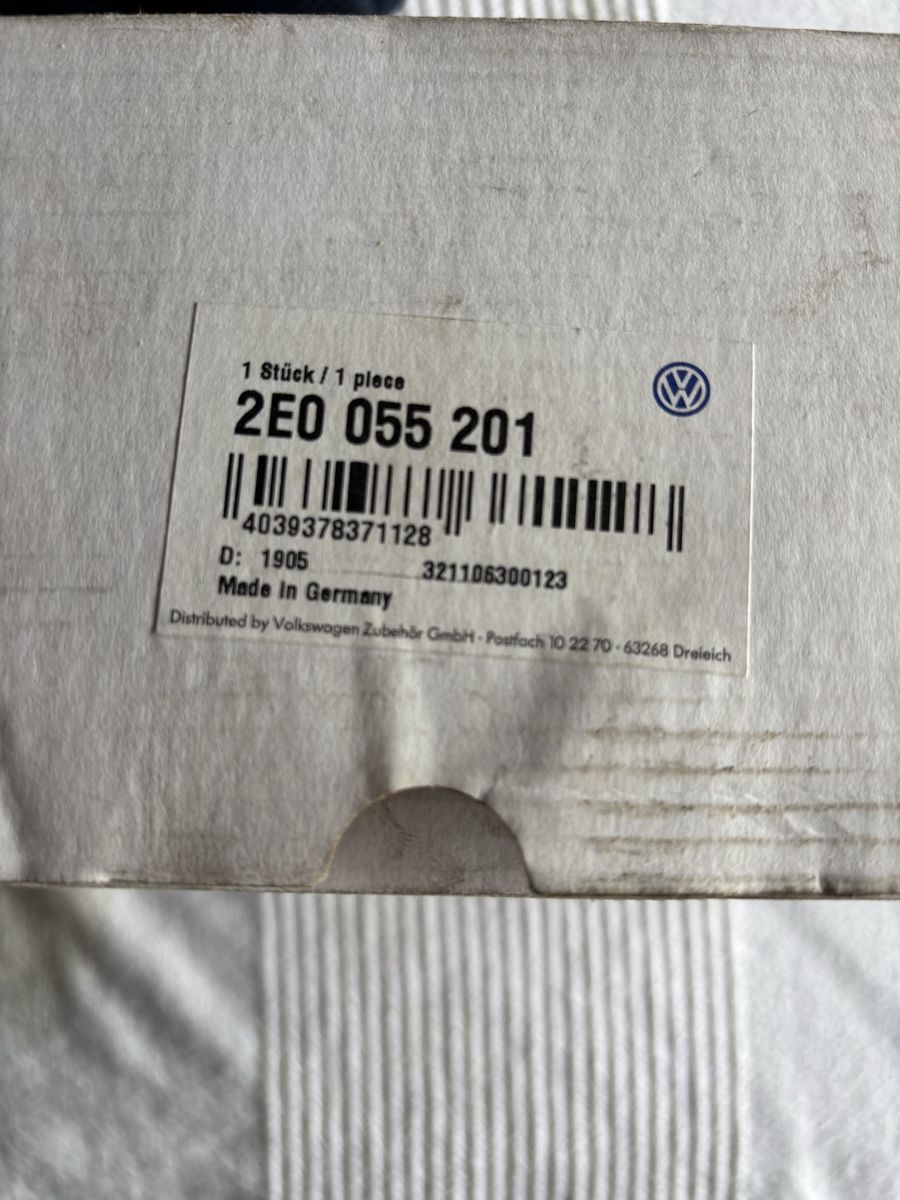 1 Stück / 1 piece
2E0 055 201
4039378371128
D: 1905 321106300123
Made in Germany
Distributed by Volkswagen Zubehör GmbH · Postfach 10 22 70 · 63268 Dreieich